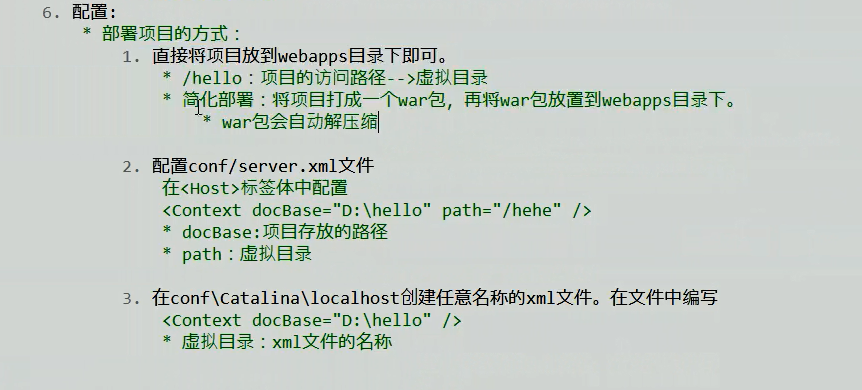 6. 配置:
* 部署项目的方式:
1. 直接将项目放到webapps目录下即可。
* /hello:项目的访问路径-->虚拟目录
* 简化部署:将项目打成一个war包，再将war包放置到webapps目录下。
* war包会自动解压缩
2. 配置conf/server.xml文件
在<Host>标签体中配置
<Context docBase="D:\hello" path="/hehe" />
* docBase:项目存放的路径
* path:虚拟目录
3. 在conf\Catalina\localhost创建任意名称的xml文件。在文件中编写
<Context docBase="D:\hello" />
* 虚拟目录:xml文件的名称